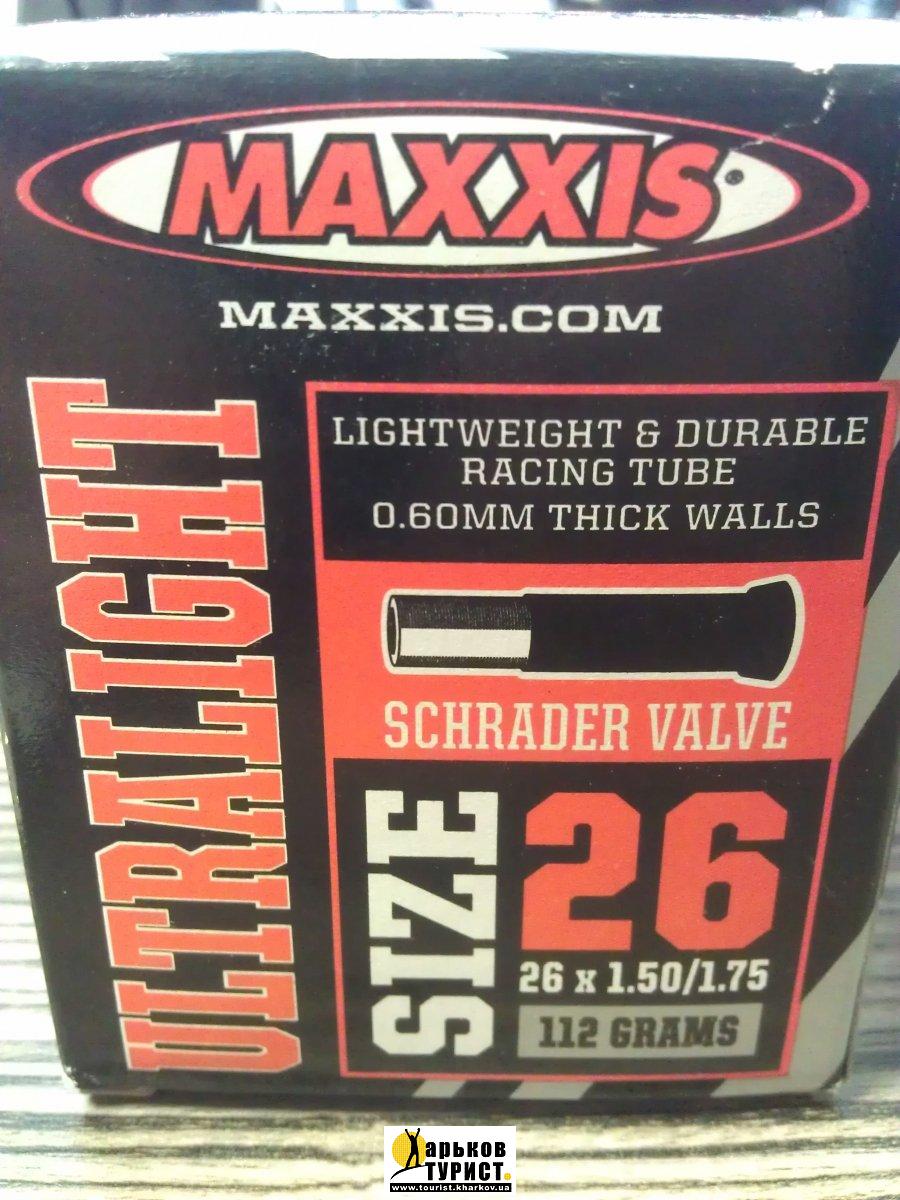 MAXXIS
MAXXIS.COM
ULTRALIGHT
LIGHTWEIGHT & DURABLE
RACING TUBE
0.60MM THICK WALLS
SCHRADER VALVE
SIZE
26
26 x 1.50/1.75
112 GRAMS
Харьков
ТУРИСТ.
www.tourist.kharkov.ua